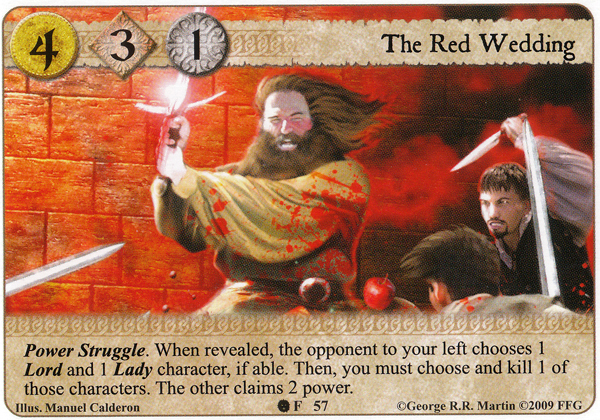 4 3 1 The Red Wedding
Power Struggle. When revealed, the opponent to your left chooses 1
Lord and 1 Lady character, if able. Then, you must choose and kill 1 of
those characters. The other claims 2 power.
Illus. Manuel Calderon F 57 ©George R.R. Martin ©2009 FFG